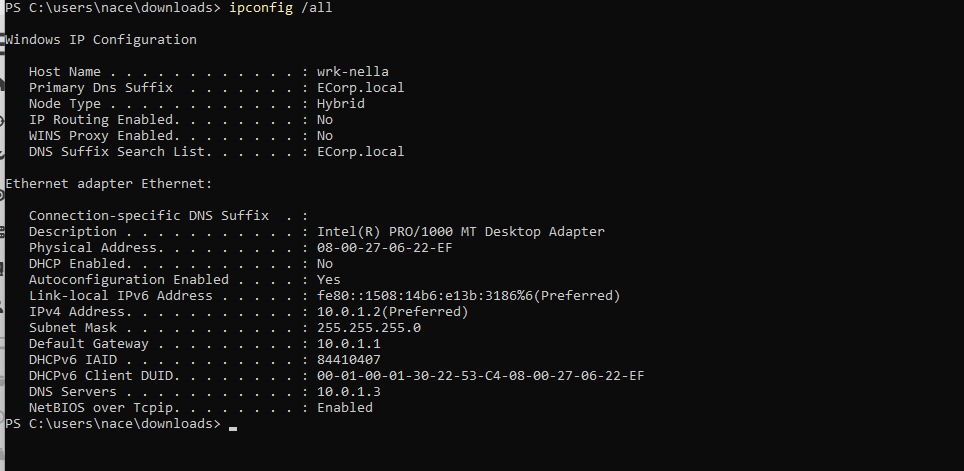 PS C:\users\nace\downloads> ipconfig /all
Windows IP Configuration
Host Name . . . . . . . . . . . . : wrk-nella
Primary Dns Suffix  . . . . . . . : ECorp.local
Node Type . . . . . . . . . . . . : Hybrid
IP Routing Enabled. . . . . . . . : No
WINS Proxy Enabled. . . . . . . . : No
DNS Suffix Search List. . . . . . : ECorp.local
Ethernet adapter Ethernet:
Connection-specific DNS Suffix  . :
Description . . . . . . . . . . . : Intel(R) PRO/1000 MT Desktop Adapter
Physical Address. . . . . . . . . : 08-00-27-06-22-EF
DHCP Enabled. . . . . . . . . . . : No
Autoconfiguration Enabled . . . . : Yes
Link-local IPv6 Address . . . . . : fe80::1508:14b6:e13b:3186%6(Preferred)
IPv4 Address. . . . . . . . . . . : 10.0.1.2(Preferred)
Subnet Mask . . . . . . . . . . . : 255.255.255.0
Default Gateway . . . . . . . . . : 10.0.1.1
DHCPv6 IAID . . . . . . . . . . . : 84410407
DHCPv6 Client DUID. . . . . . . . : 00-01-00-01-30-22-53-C4-08-00-27-06-22-EF
DNS Servers . . . . . . . . . . . : 10.0.1.3
NetBIOS over Tcpip. . . . . . . . : Enabled
PS C:\users\nace\downloads> _